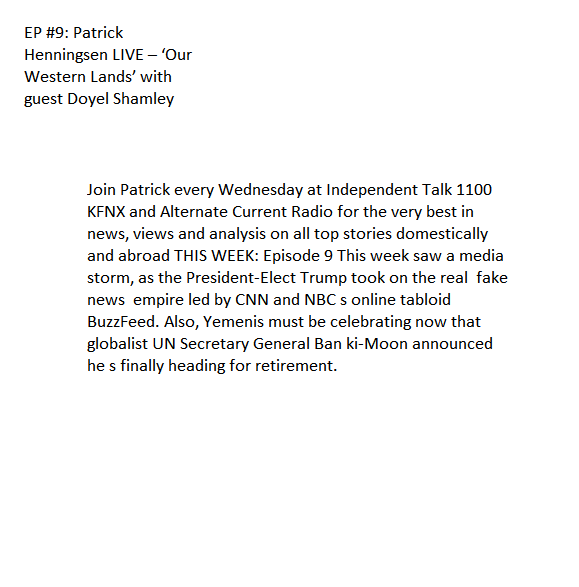 EP #9: Patrick
Henningsen LIVE – ‘Our
Western Lands’ with
guest Doyel Shamley
Join Patrick every Wednesday at Independent Talk 1100
KFNX and Alternate Current Radio for the very best in
news, views and analysis on all top stories domestically
and abroad THIS WEEK: Episode 9 This week saw a media
storm, as the President-Elect Trump took on the real  fake
news  empire led by CNN and NBC s online tabloid
BuzzFeed. Also, Yemenis must be celebrating now that
globalist UN Secretary General Ban ki-Moon announced
he s finally heading for retirement.